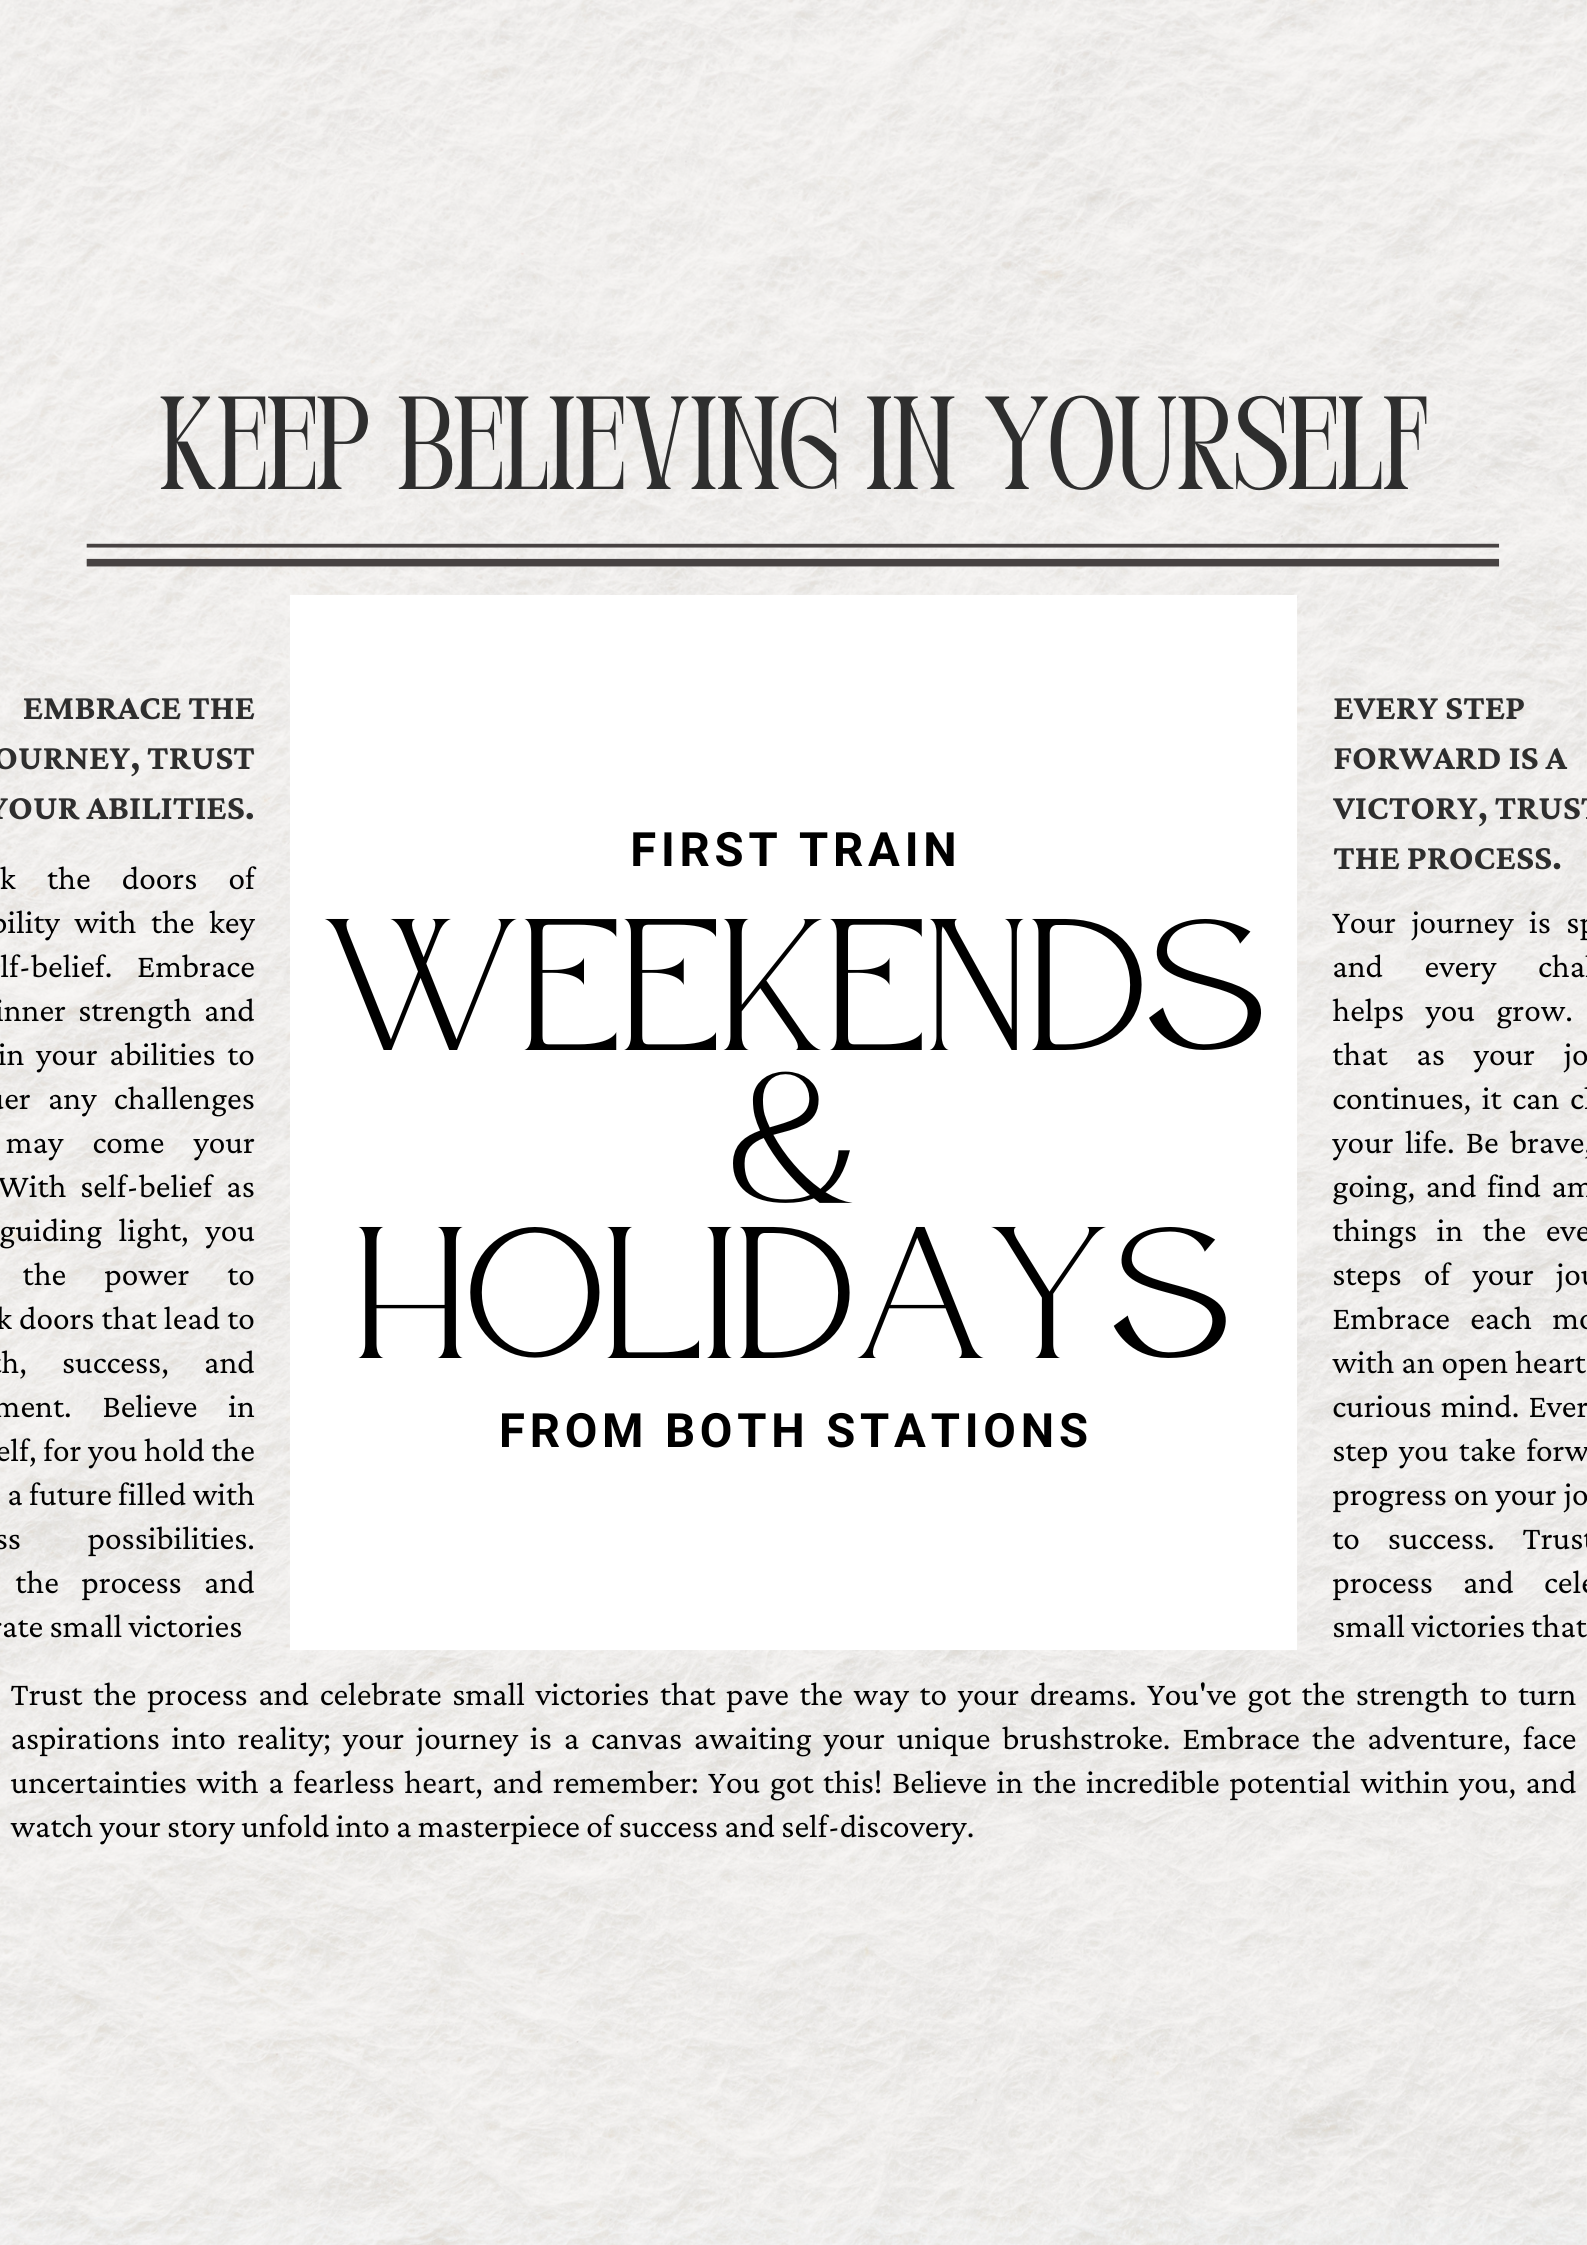 KEEP BELIEVING IN YOURSELF
EMBRACE THE
OURNEY, TRUST
YOUR ABILITIES.
k the doors of
bility with the key
lf-belief. Embrace
inner strength and
in your abilities to
er any challenges
may come your
With self-belief as
guiding light, you
the power to
k doors that lead to
th, success, and
ment. Believe in
elf, for you hold the
a future filled with
ss possibilities.
the process and
rate small victories
FIRST TRAIN
WEEKENDS
&
HOLIDAYS
FROM BOTH STATIONS
EVERY STEP
FORWARD IS A
VICTORY, TRUST
THE PROCESS.
Your journey is sp
and every chal
helps you grow.
that as your jo
continues, it can c
your life. Be brave,
going, and find am
things in the eve
steps of your jou
Embrace each mo
with an open heart
curious mind. Ever
step you take forw
progress on your jo
to success. Trust
process and cele
small victories that
Trust the process and celebrate small victories that pave the way to your dreams. You've got the strength to turn
aspirations into reality; your journey is a canvas awaiting your unique brushstroke. Embrace the adventure, face
uncertainties with a fearless heart, and remember: You got this! Believe in the incredible potential within you, and
watch your story unfold into a masterpiece of success and self-discovery.